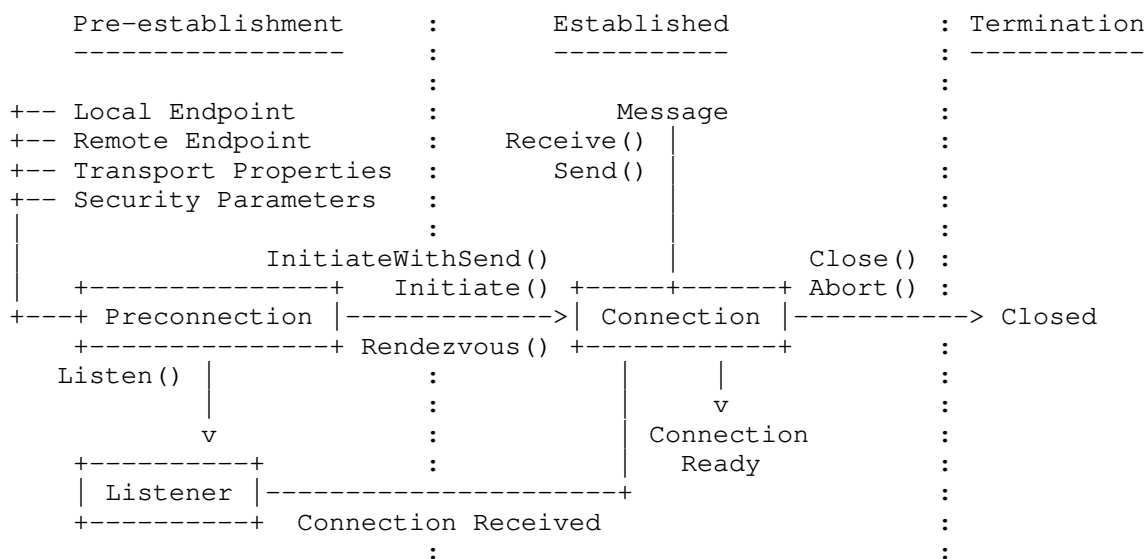 Pre-establishment : Established : Termination
----------------- : ----------- : -----------
: :
+-- Local Endpoint : Message :
+-- Remote Endpoint : Receive() | :
+-- Transport Properties : Send() | :
+-- Security Parameters : | :
| : | :
| InitiateWithSend() | Close() :
| +---------------+ Initiate() +-----+------+ Abort() :
+---+ Preconnection |------------->| Connection |-----------> Closed
+---------------+ Rendezvous() +------------+ :
Listen() | : | | :
| : | v :
v : | Connection :
+----------+ : | Ready :
| Listener |----------------------+ :
+----------+ Connection Received :
: :